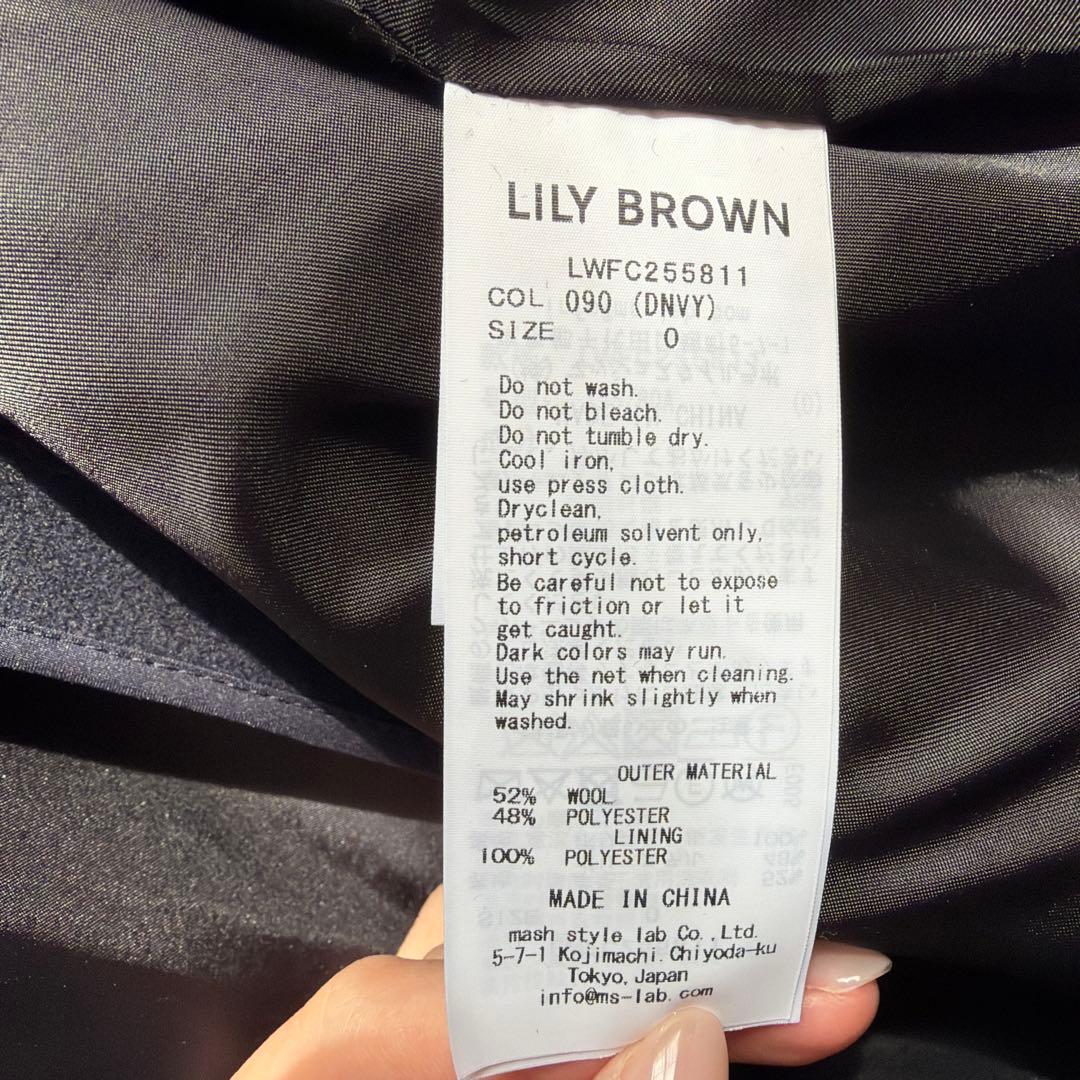 LILY BROWN
LWFC255811
COL 090 (DNVY)
SIZE 0
Do not wash.
Do not bleach.
Do not tumble dry.
Cool iron,
use press cloth.
Dryclean,
petroleum solvent only,
short cycle.
Be careful not to expose
to friction or let it
get caught.
Dark colors may run.
Use the net when cleaning.
May shrink slightly when
washed.
OUTER MATERIAL
52% WOOL
48% POLYESTER
LINING
100% POLYESTER
MADE IN CHINA
mash style lab Co.,Ltd.
5-7-1 Kojimachi. Chiyoda-ku
Tokyo, Japan
info@ms-lab.com